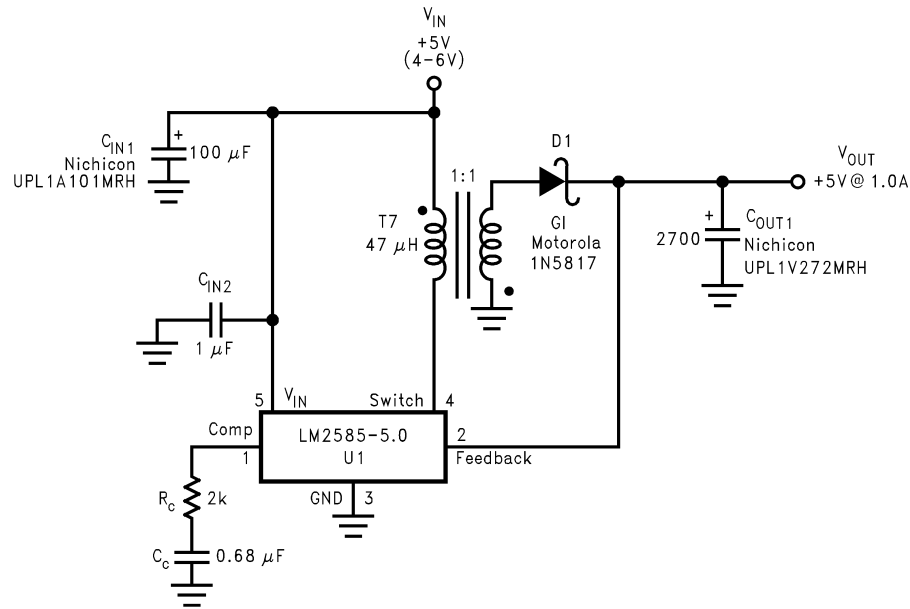 VIN
+5V
(4-6V)
CIN1
Nichicon
UPL1A101MRH
+
100 μF
1:1
T7
47 μH
D1
GI
Motorola
1N5817
VOUT
+5V @ 1.0A
+
2700
COUT1
Nichicon
UPL1V272MRH
CIN2
1 μF
5
VIN
Switch
4
Comp
1
LM2585-5.0
U1
2
Feedback
GND
3
Rc
2k
Cc
0.68 μF